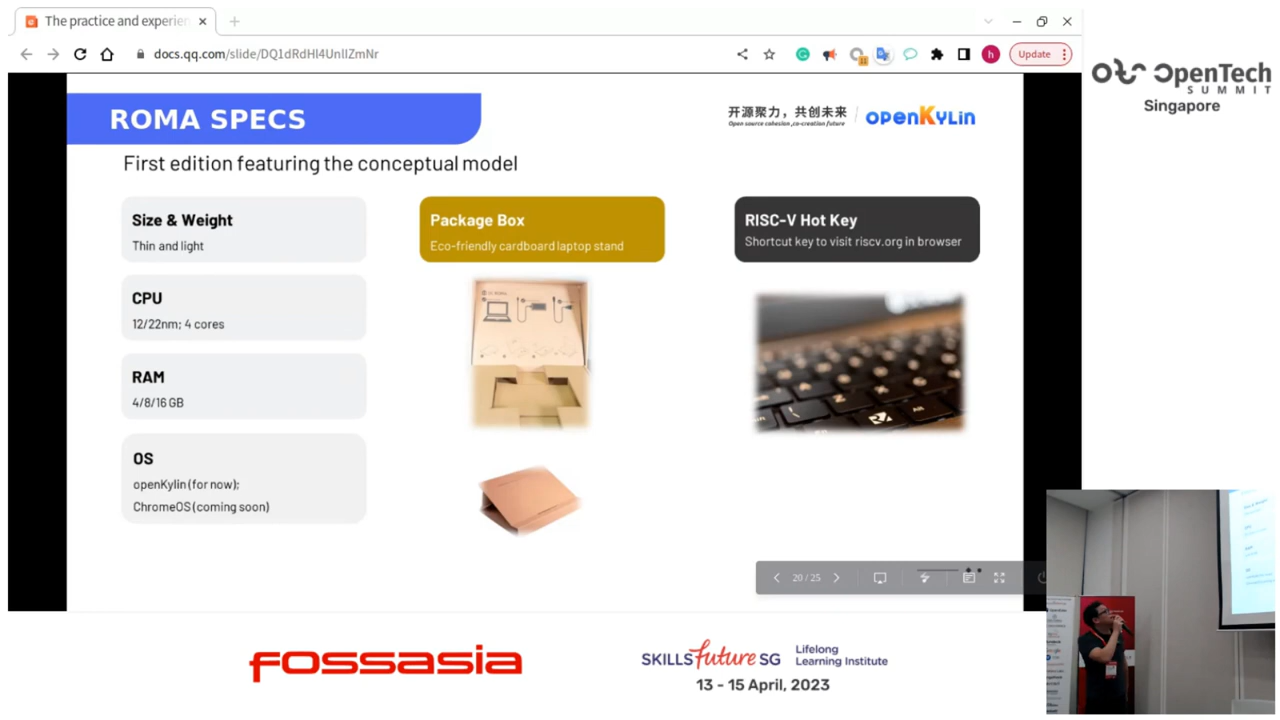 The practice and experien
docs.qq.com/slide/DQ1dRdHl4UnllZmNr
Update
OpenTech
SUMMIT
Singapore
ROMA SPECS
开源聚力，共创未来
Open source cohesion ,co-creation future
openKylin
First edition featuring the conceptual model
Size & Weight
Thin and light
Package Box
Eco-friendly cardboard laptop stand
RISC-V Hot Key
Shortcut key to visit riscv.org in browser
CPU
12/22nm; 4 cores
RAM
4/8/16 GB
OS
openKylin (for now);
ChromeOS (coming soon)
Alt
20 / 25
fossasia
SKILLSfuture SG
Lifelong
Learning Institute
13 - 15 April, 2023